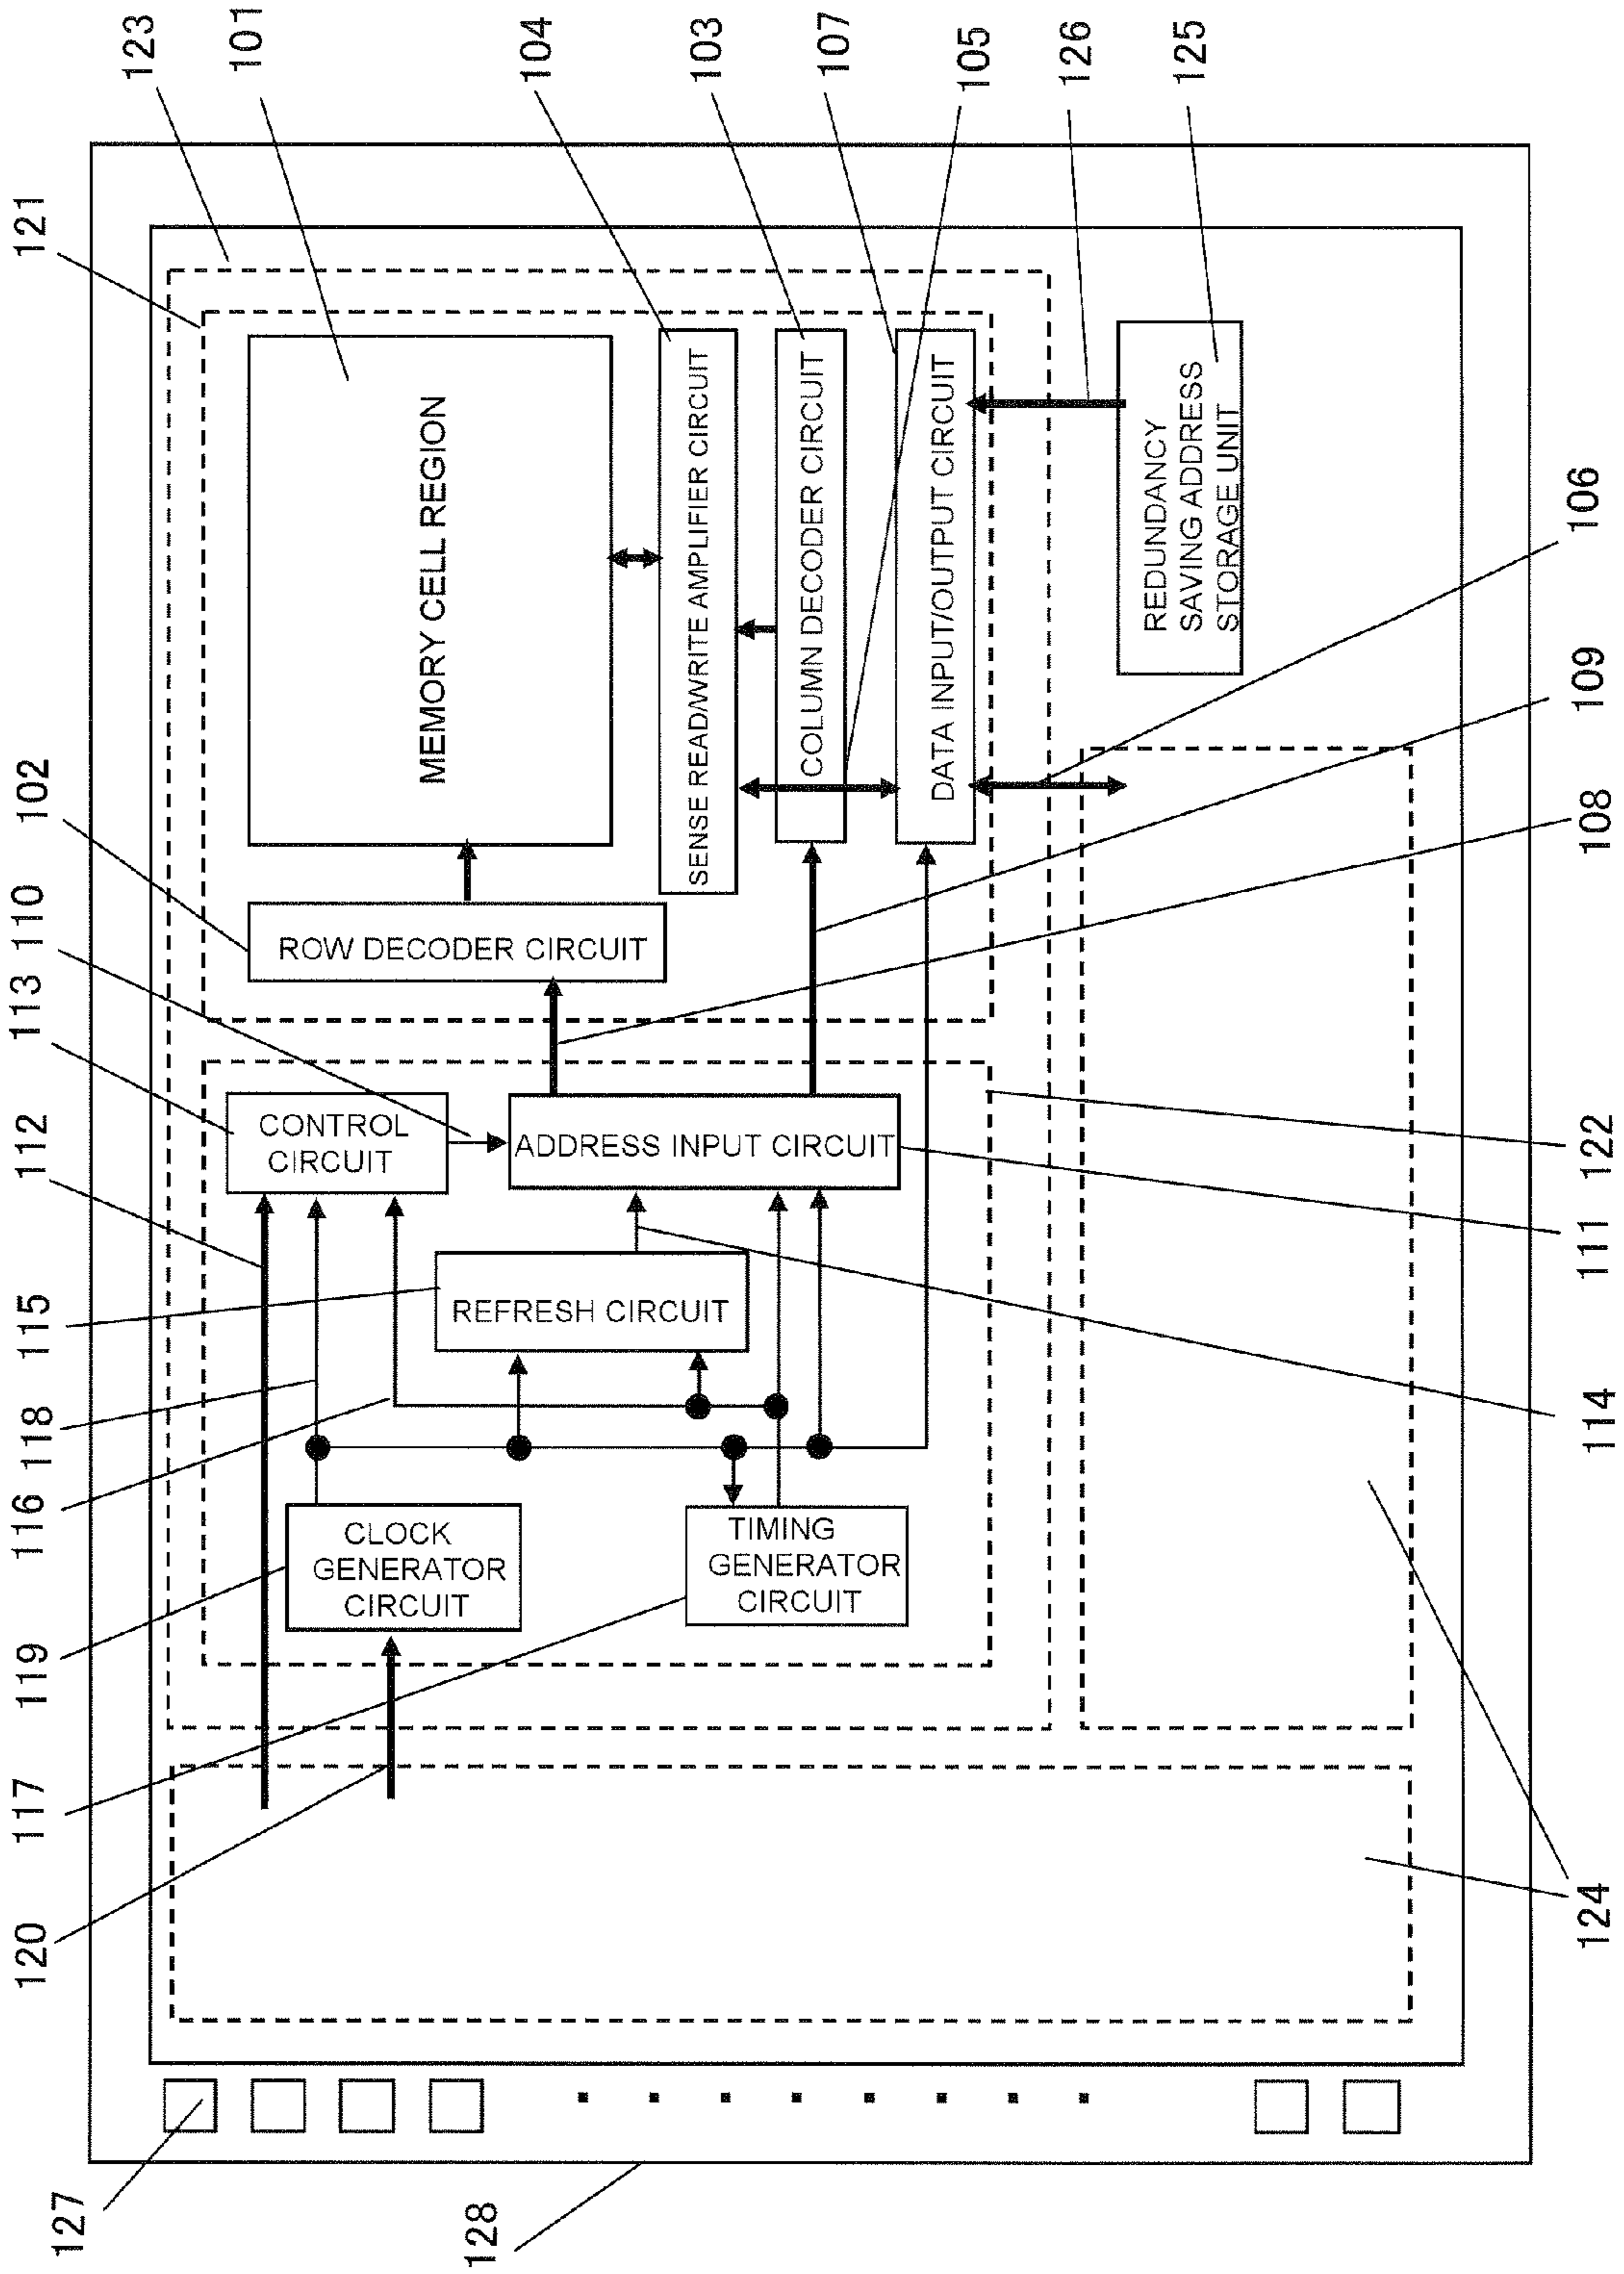 123
101
104
103
107
105
126
125
121
MEMORY CELL REGION
SENSE READ/WRITE AMPLIFIER CIRCUIT
COLUMN DECODER CIRCUIT
DATA INPUT/OUTPUT CIRCUIT
REDUNDANCY
SAVING ADDRESS
STORAGE UNIT
106
109
108
102
110
113
112
ROW DECODER CIRCUIT
CONTROL
CIRCUIT
ADDRESS INPUT CIRCUIT
122
111
115
118
116
REFRESH CIRCUIT
114
CLOCK
GENERATOR
CIRCUIT
TIMING
GENERATOR
CIRCUIT
119
117
120
124
127
128